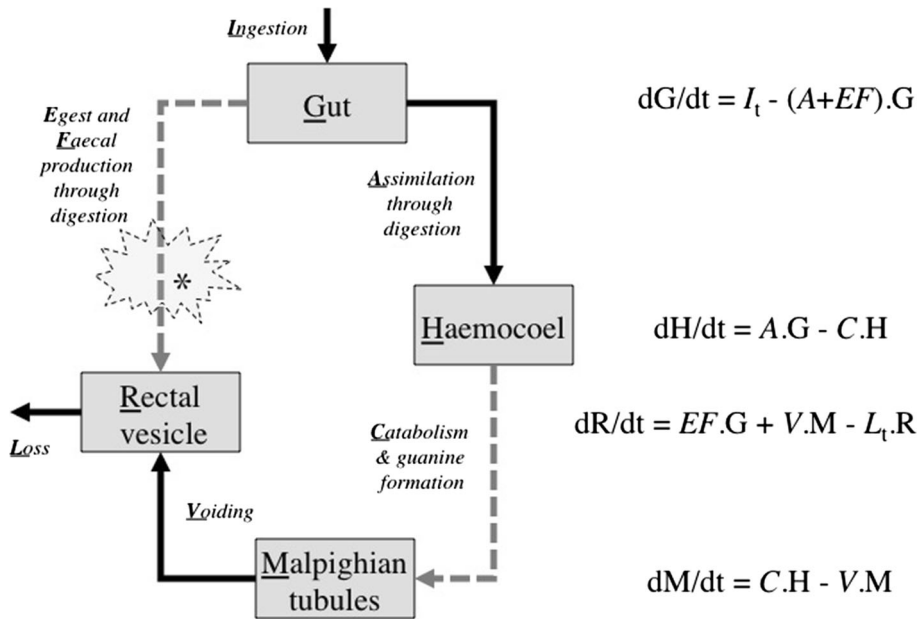 Ingestion
Gut
dG/dt = It - (A+EF).G
Egest and
Faecal
production
through
digestion
Assimilation
through
digestion
*
Haemocoel
dH/dt = A.G - C.H
Rectal
vesicle
dR/dt = EF.G + V.M - Lt.R
Loss
Catabolism
& guanine
formation
Voiding
Malpighian
tubules
dM/dt = C.H - V.M